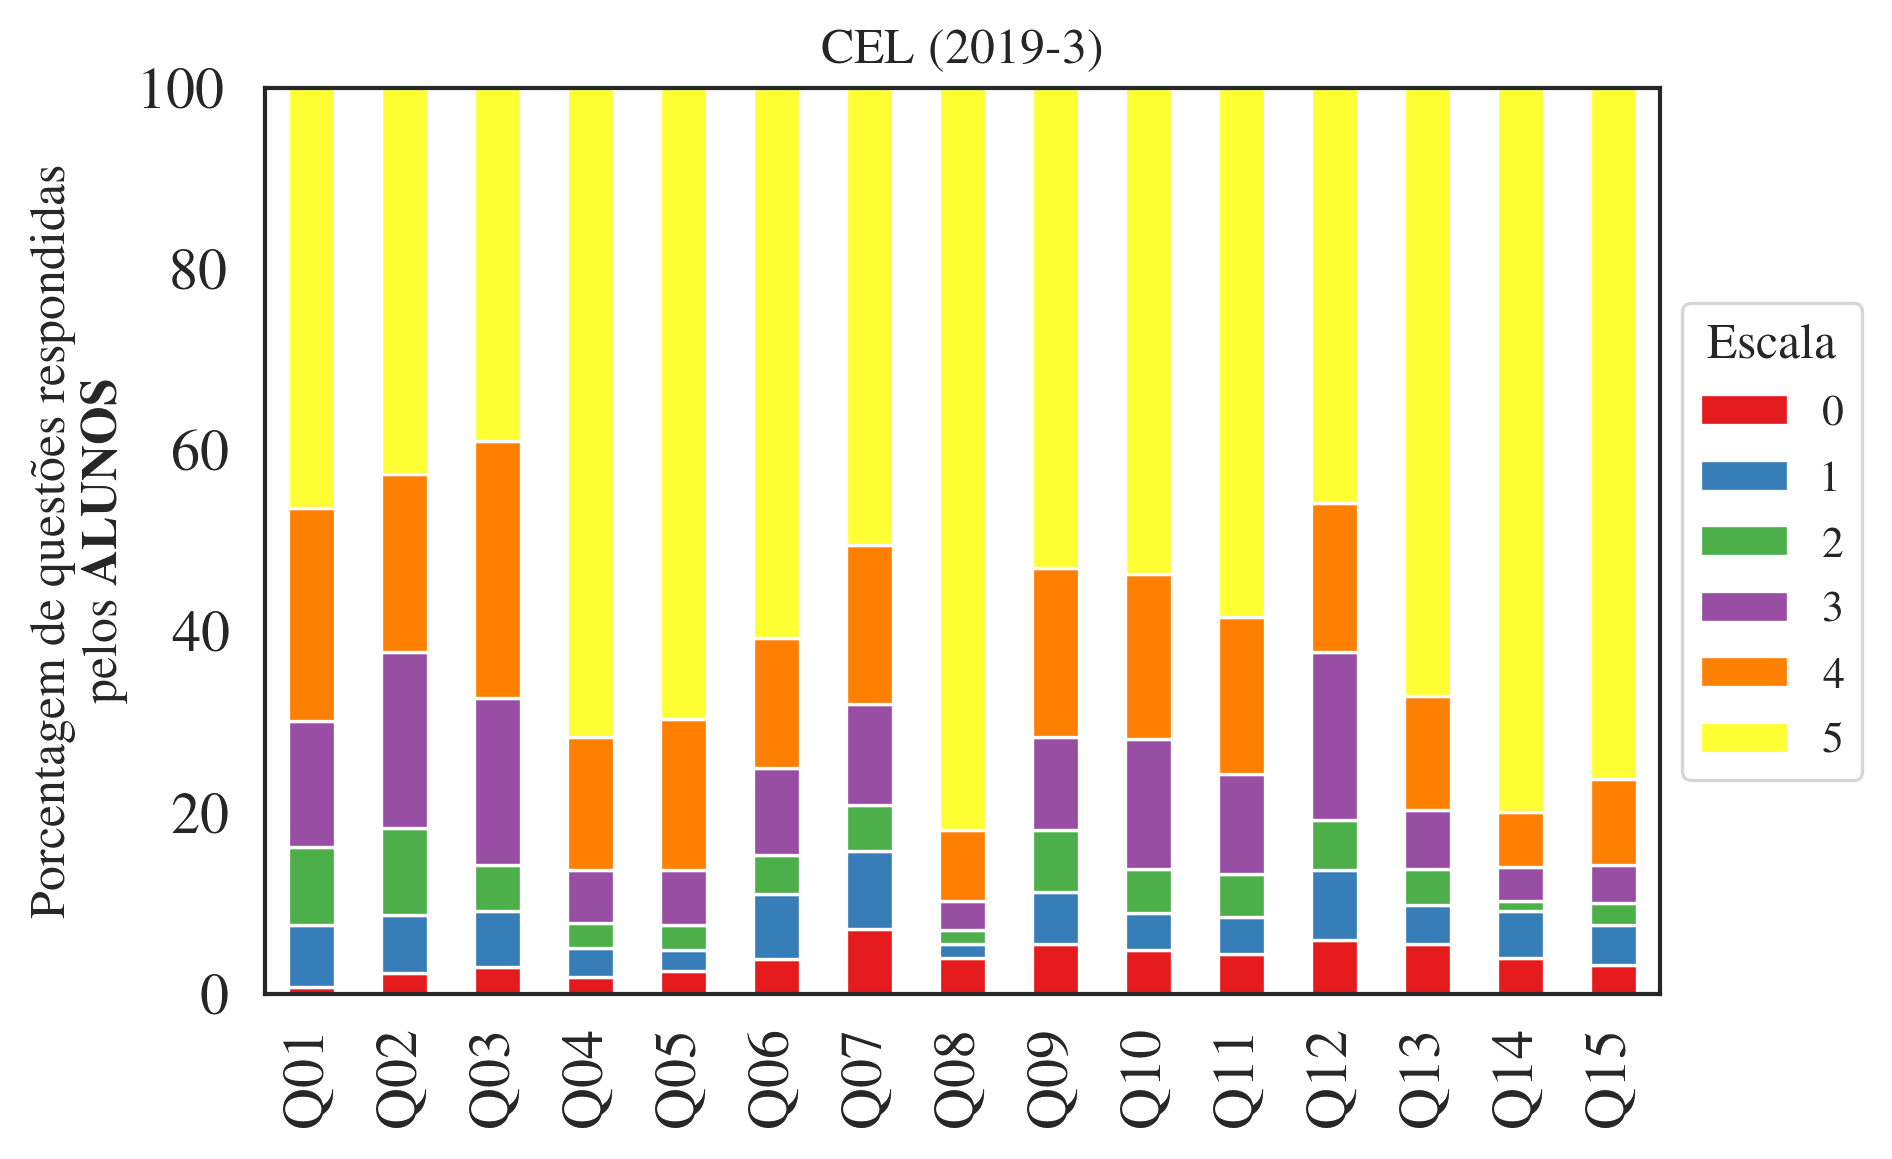 CEL (2019-3)
Porcentagem de questões respondidas
pelos ALUNOS
100
80
60
40
20
0
Q01
Q02
Q03
Q04
Q05
Q06
Q07
Q08
Q09
Q10
Q11
Q12
Q13
Q14
Q15
Escala
0
1
2
3
4
5